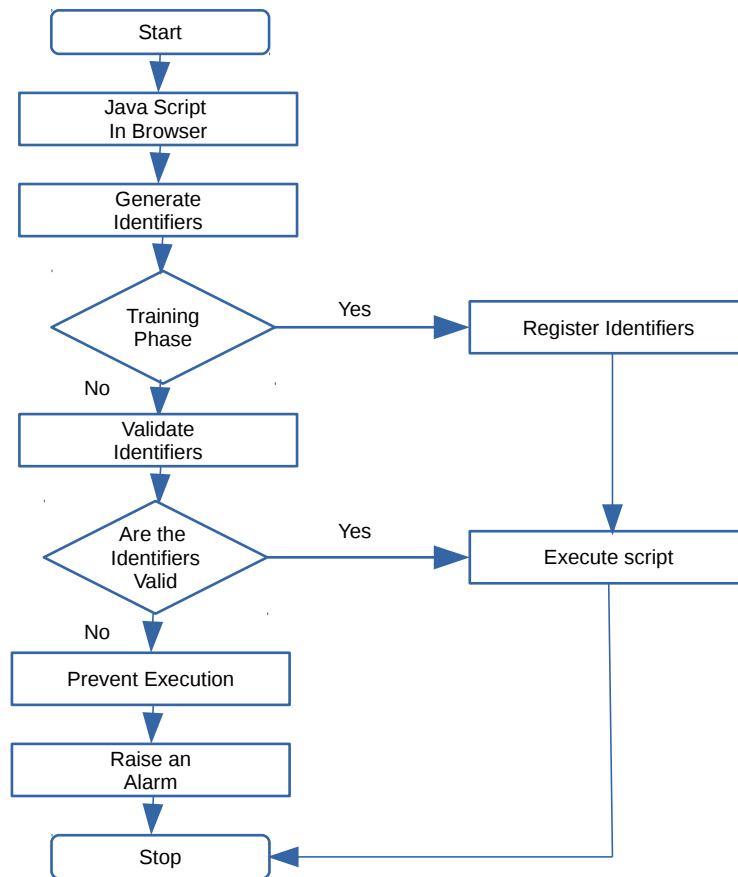 Start
Java Script
In Browser
Generate
Identifiers
Training
Phase
Yes
Register Identifiers
No
Validate
Identifiers
Are the
Identifiers
Valid
Yes
Execute script
No
Prevent Execution
Raise an
Alarm
Stop